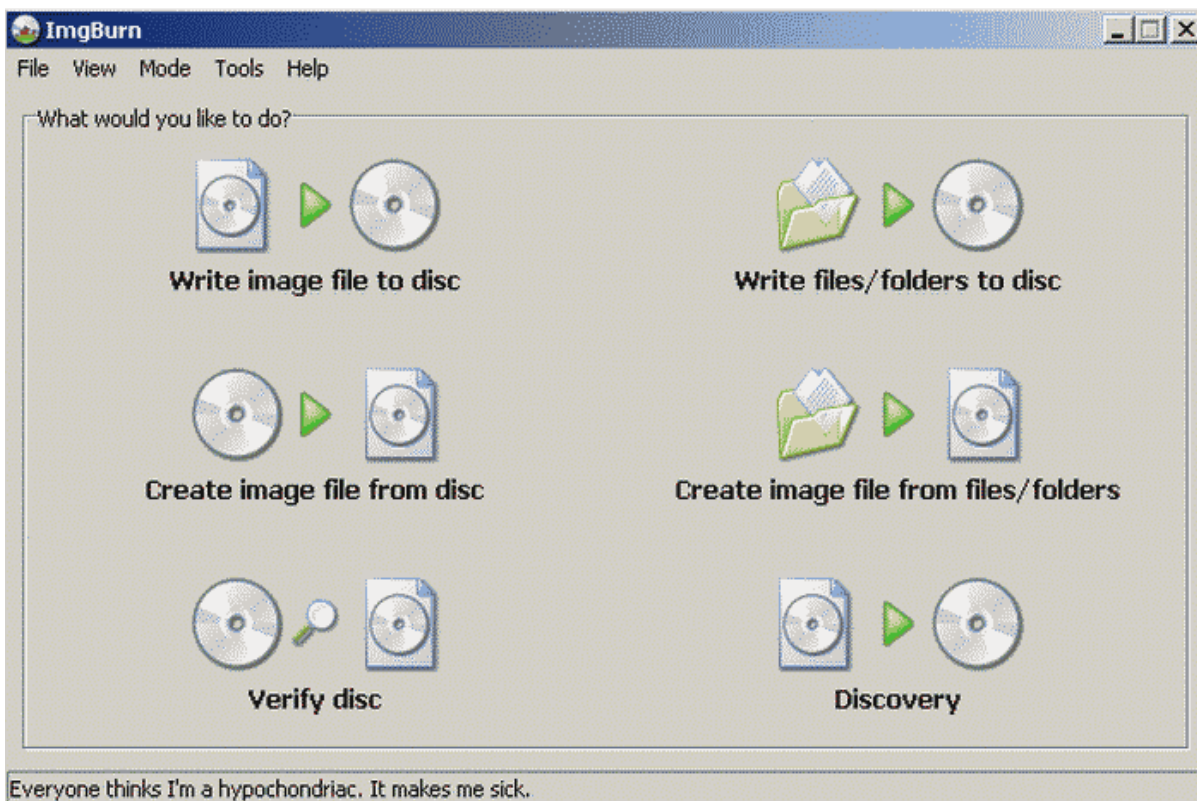 ImgBurn
File View Mode Tools Help
What would you like to do?
Write image file to disc
Write files/folders to disc
Create image file from disc
Create image file from files/folders
Verify disc
Discovery
Everyone thinks I'm a hypochondriac. It makes me sick.